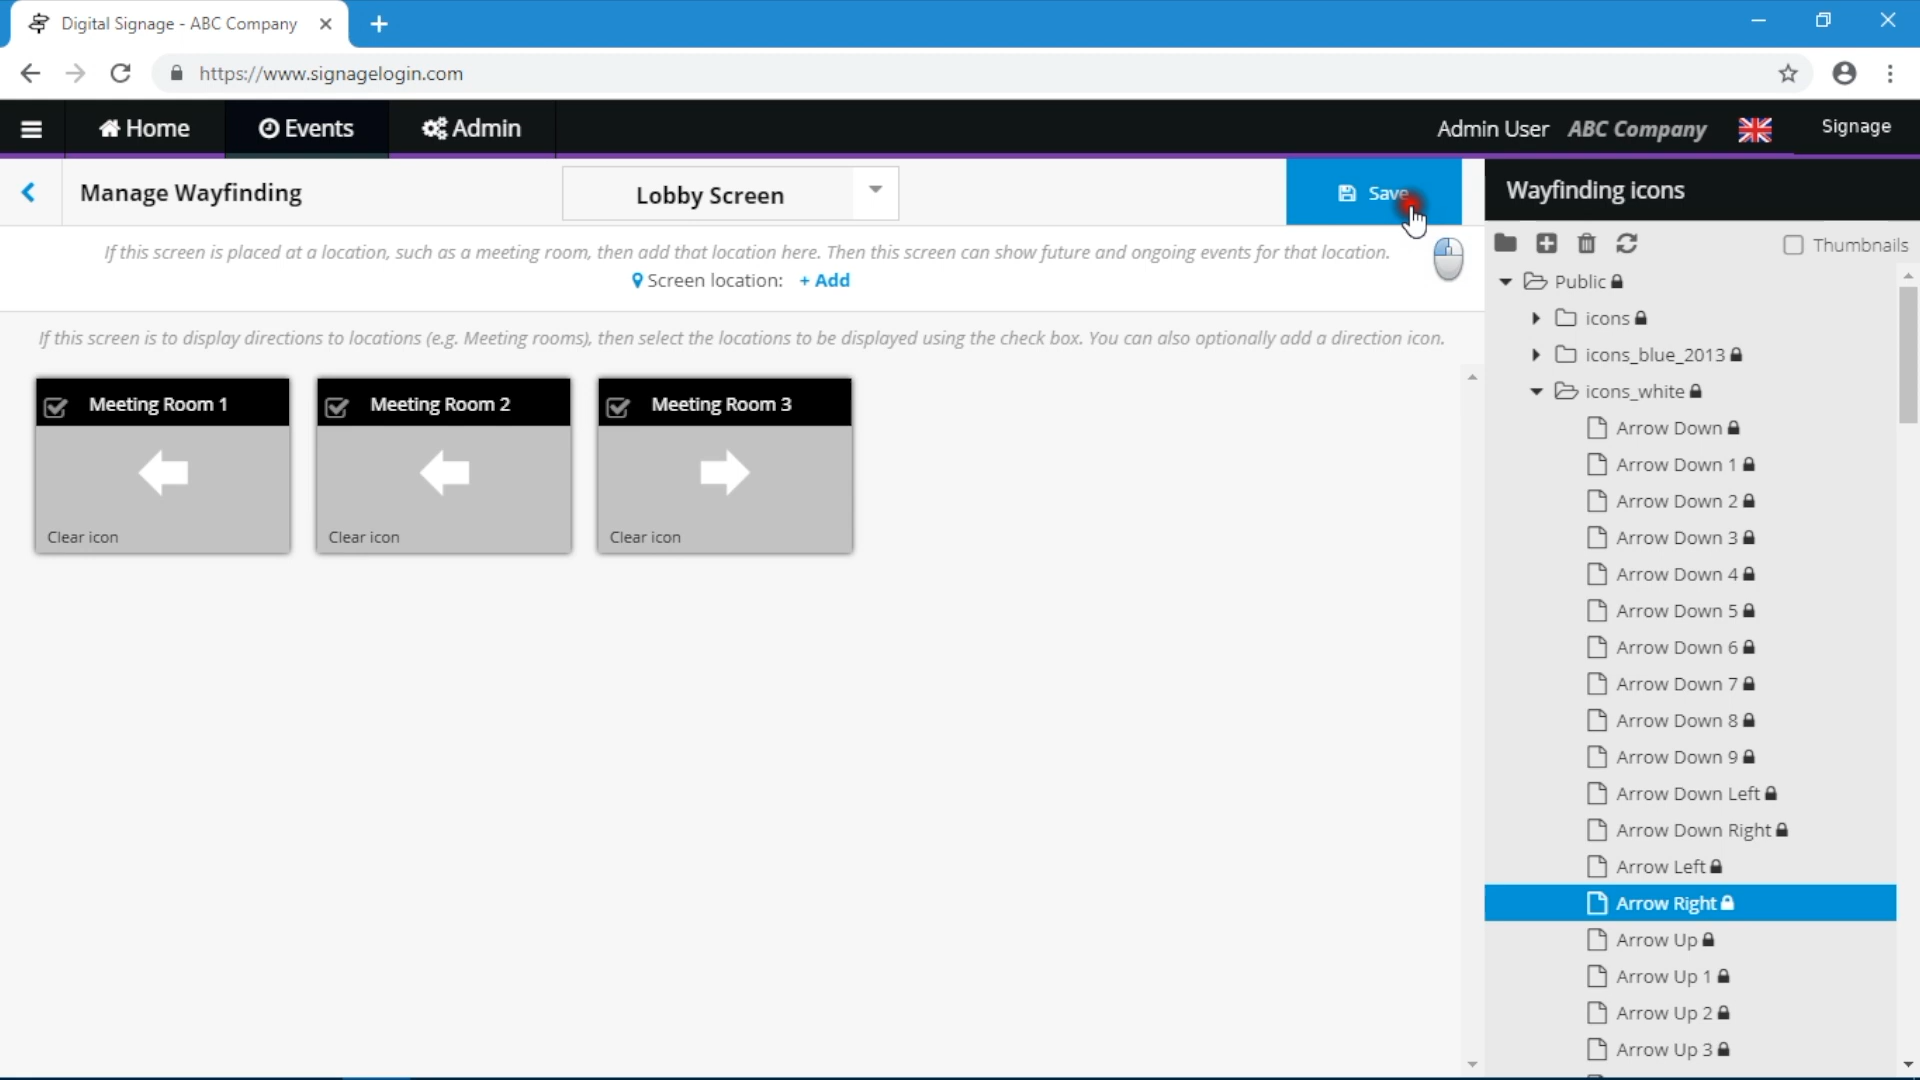 Digital Signage - ABC Company
https://www.signagelogin.com
Home Events Admin Admin User ABC Company Signage
Manage Wayfinding Lobby Screen Save Wayfinding icons
If this screen is placed at a location, such as a meeting room, then add that location here. Then this screen can show future and ongoing events for that location.
Screen location: + Add
If this screen is to display directions to locations (e.g. Meeting rooms), then select the locations to be displayed using the check box. You can also optionally add a direction icon.
Meeting Room 1 Meeting Room 2 Meeting Room 3
Clear icon Clear icon Clear icon
Thumbnails
Public
icons
icons_blue_2013
icons_white
Arrow Down
Arrow Down 1
Arrow Down 2
Arrow Down 3
Arrow Down 4
Arrow Down 5
Arrow Down 6
Arrow Down 7
Arrow Down 8
Arrow Down 9
Arrow Down Left
Arrow Down Right
Arrow Left
Arrow Right
Arrow Up
Arrow Up 1
Arrow Up 2
Arrow Up 3